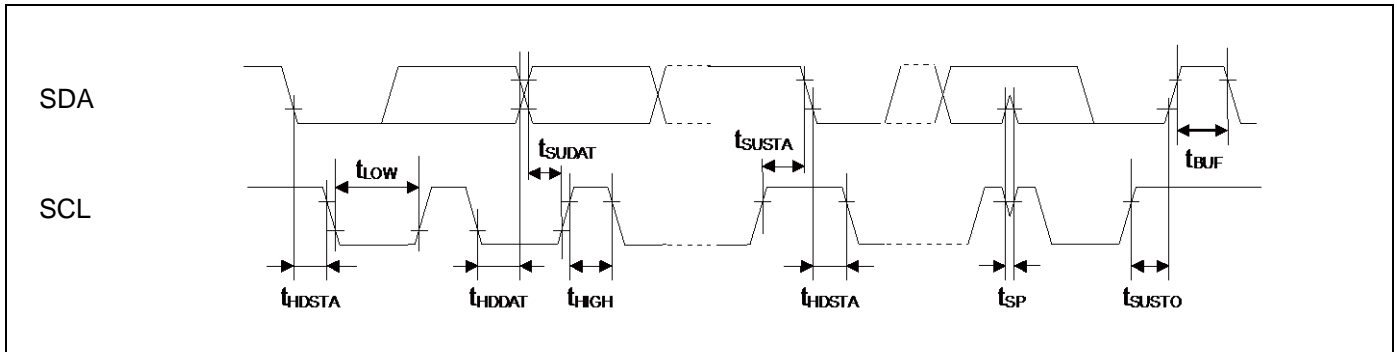 SDA
tSUDAT
tSUSTA
tBUF
tLOW
SCL
tHDSTA
tHDDAT
tHIGH
tHDSTA
tSP
tSUSTO